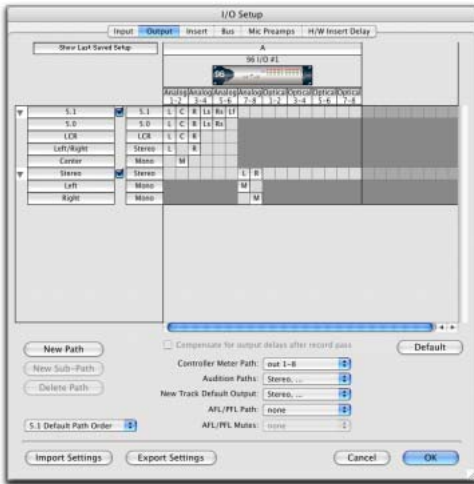 I/O Setup
Input Output Insert Bus Mic Preamps H/W Insert Delay
Show Last Saved Setup A
96 I/O #1
96
Analog Analog Analog Analog Optical Optical Optical Optical
1-2 3-4 5-6 7-8 1-2 3-4 5-6 7-8
5.1 5.1 L C R Ls Rs Lf
5.0 5.0 L C R Ls Rs
LCR LCR L C R
Left/Right Stereo L R
Center Mono M
Stereo Stereo L R
Left Mono M
Right Mono M
New Path
Compensate for output delays after record pass
Default
New Sub-Path
Controller Meter Path: out 1-8
Audition Paths: Stereo, ...
Delete Path
New Track Default Output: Stereo, ...
AFL/PFL Path: none
5.1 Default Path Order
AFL/PFL Mutes: none
Import Settings Export Settings Cancel OK